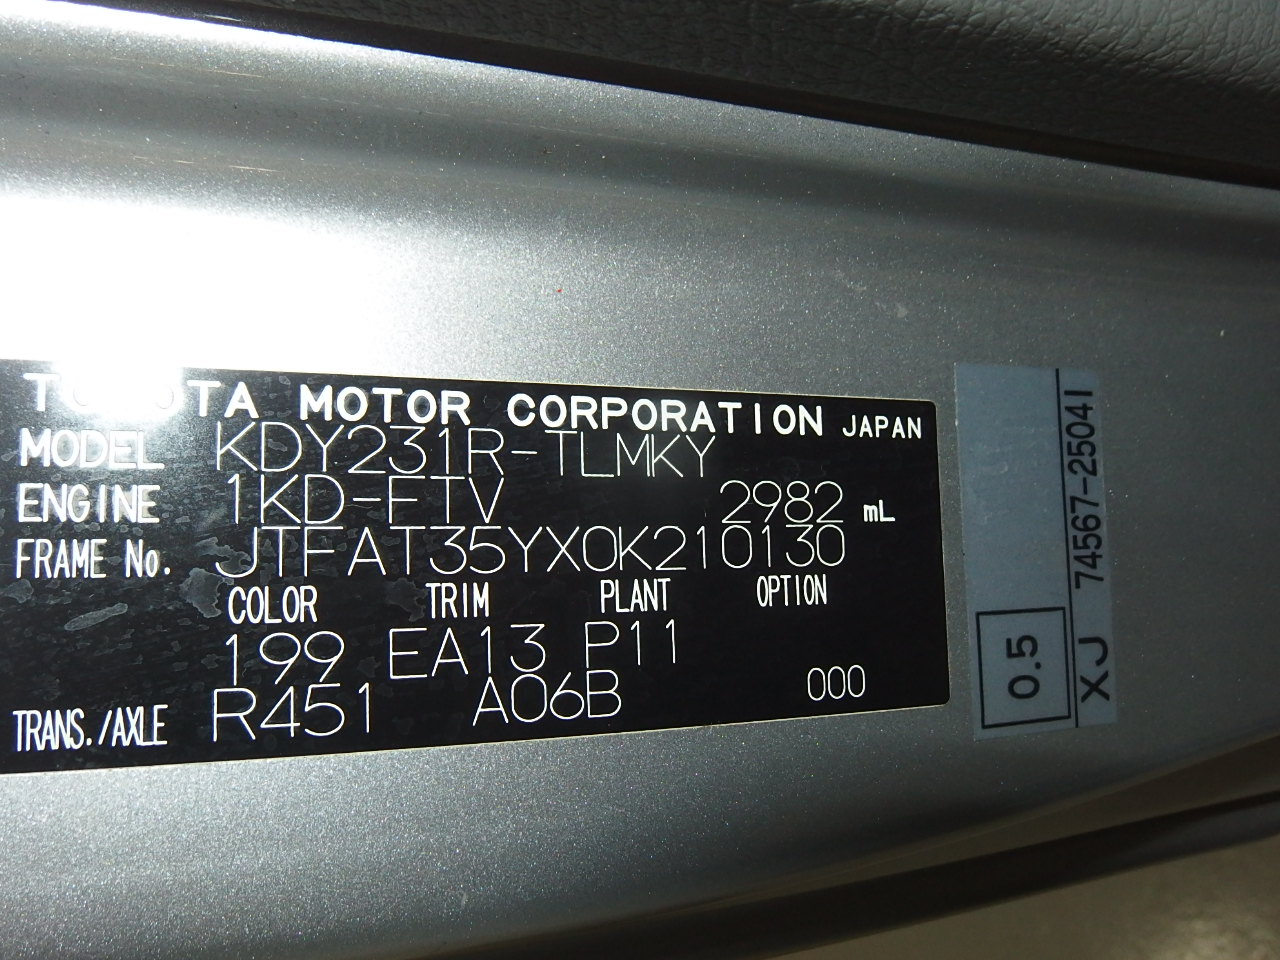 TOYOTA MOTOR CORPORATION JAPAN
MODEL KDY231R-TLMKY
ENGINE 1KD-FTV 2982 mL
FRAME No. JTFAT35YX0K210130
COLOR TRIM PLANT OPTION
199 EA13 P11
TRANS./AXLE R451 A06B 000
74567-25041
0.5
XJ